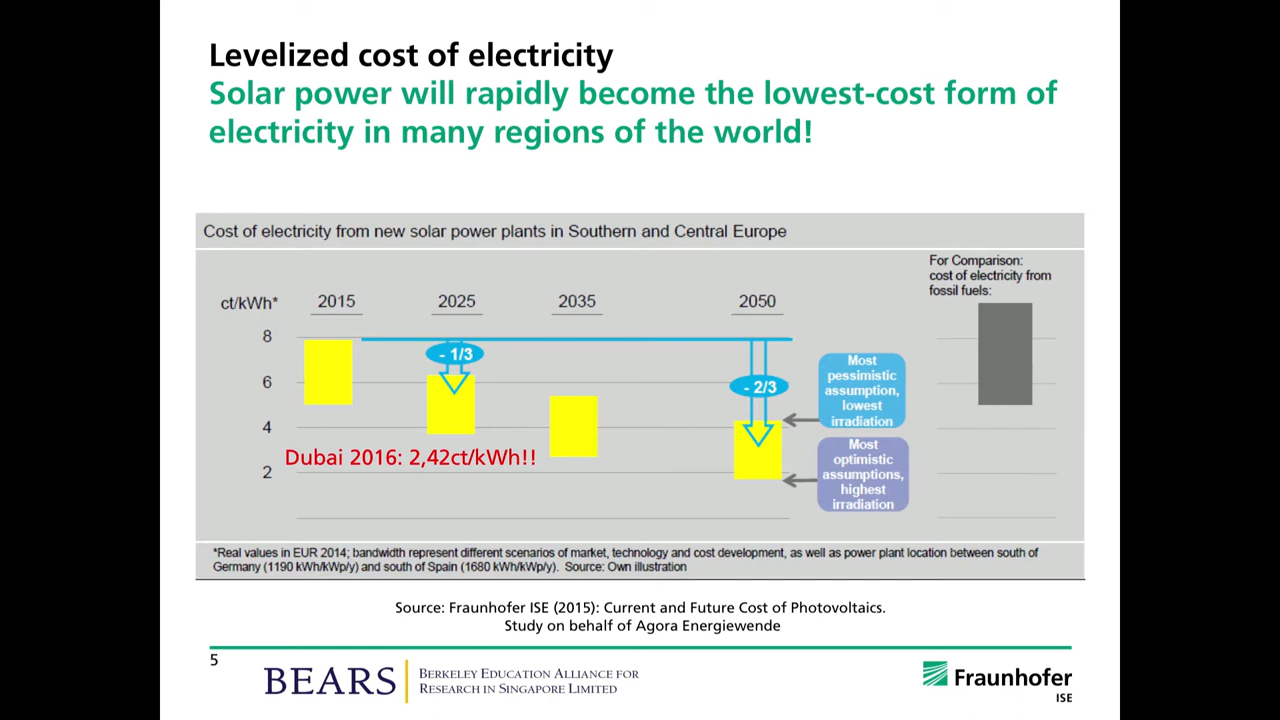 Levelized cost of electricity
Solar power will rapidly become the lowest-cost form of
electricity in many regions of the world!
Cost of electricity from new solar power plants in Southern and Central Europe
For Comparison:
cost of electricity from
fossil fuels:
ct/kWh*
2015
2025
2035
2050
8
6
4
2
- 1/3
- 2/3
Most
pessimistic
assumption,
lowest
irradiation
Most
optimistic
assumptions,
highest
irradiation
Dubai 2016: 2,42ct/kWh!!
*Real values in EUR 2014; bandwidth represent different scenarios of market, technology and cost development, as well as power plant location between south of
Germany (1190 kWh/kWp/y) and south of Spain (1680 kWh/kWp/y). Source: Own illustration
Source: Fraunhofer ISE (2015): Current and Future Cost of Photovoltaics.
Study on behalf of Agora Energiewende
5
BEARS
BERKELEY EDUCATION ALLIANCE FOR
RESEARCH IN SINGAPORE LIMITED
Fraunhofer
ISE